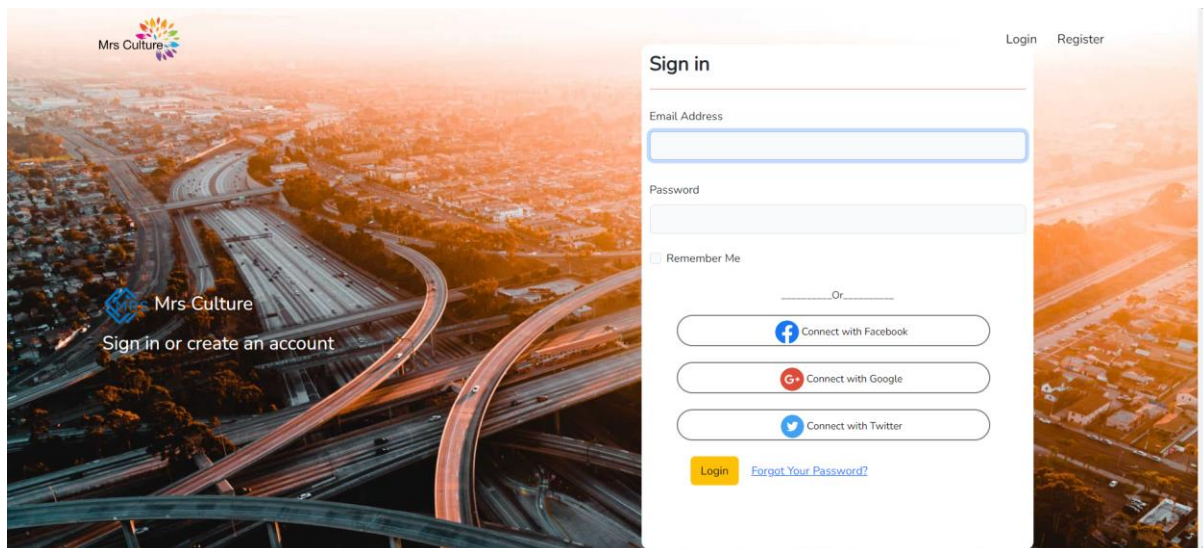 Mrs Culture
Login Register
Sign in
Email Address
Password
Remember Me
Mrs Culture
Sign in or create an account
__________Or__________
Connect with Facebook
G+ Connect with Google
Connect with Twitter
Login Forgot Your Password?